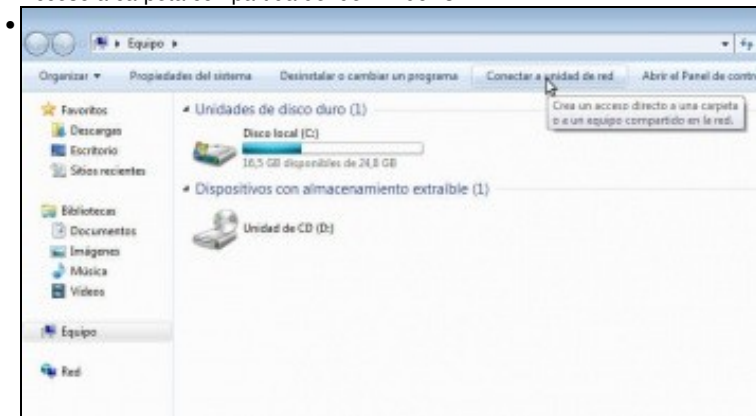 Equipo
Organizar
Propiedades del sistema
Desinstalar o cambiar un programa
Conectar a unidad de red
Abrir el Panel de contr
Crea un acceso directo a una carpeta
o a un equipo compartido en la red.
Favoritos
Descargas
Escritorio
Sitios recientes
Bibliotecas
Documentos
Imágenes
Música
Vídeos
Equipo
Red
Unidades de disco duro (1)
Disco local (C:)
16,5 GB disponibles de 24,8 GB
Dispositivos con almacenamiento extraíble (1)
Unidad de CD (D:)